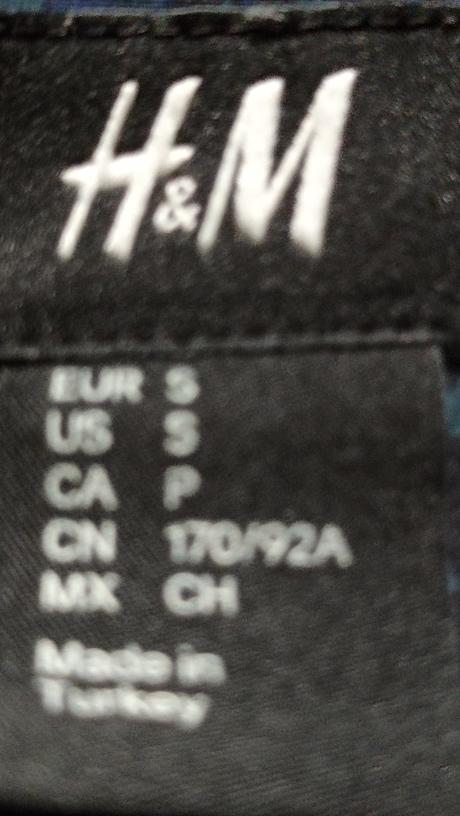 H&M
EUR S
US S
CA P
CN 170/92A
MX CH
Made in
Turkey